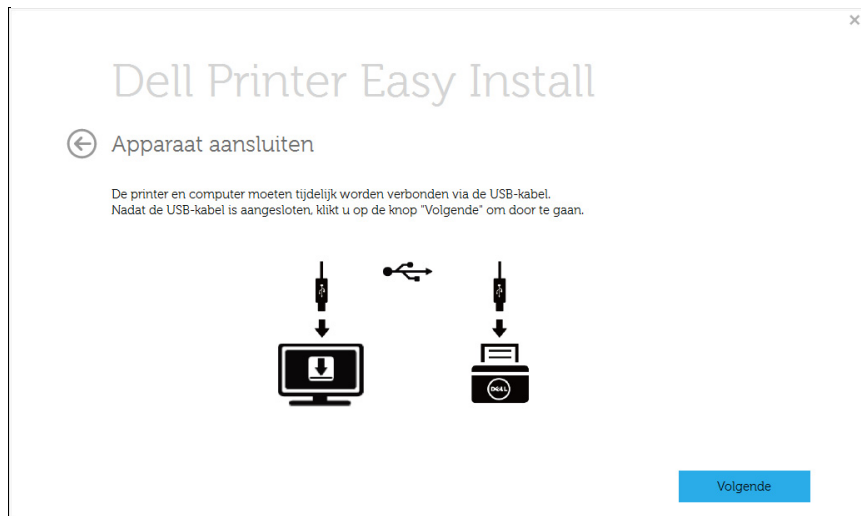 Dell Printer Easy Install
Apparaat aansluiten
De printer en computer moeten tijdelijk worden verbonden via de USB-kabel.
Nadat de USB-kabel is aangesloten, klikt u op de knop "Volgende" om door te gaan.
DELL
Volgende